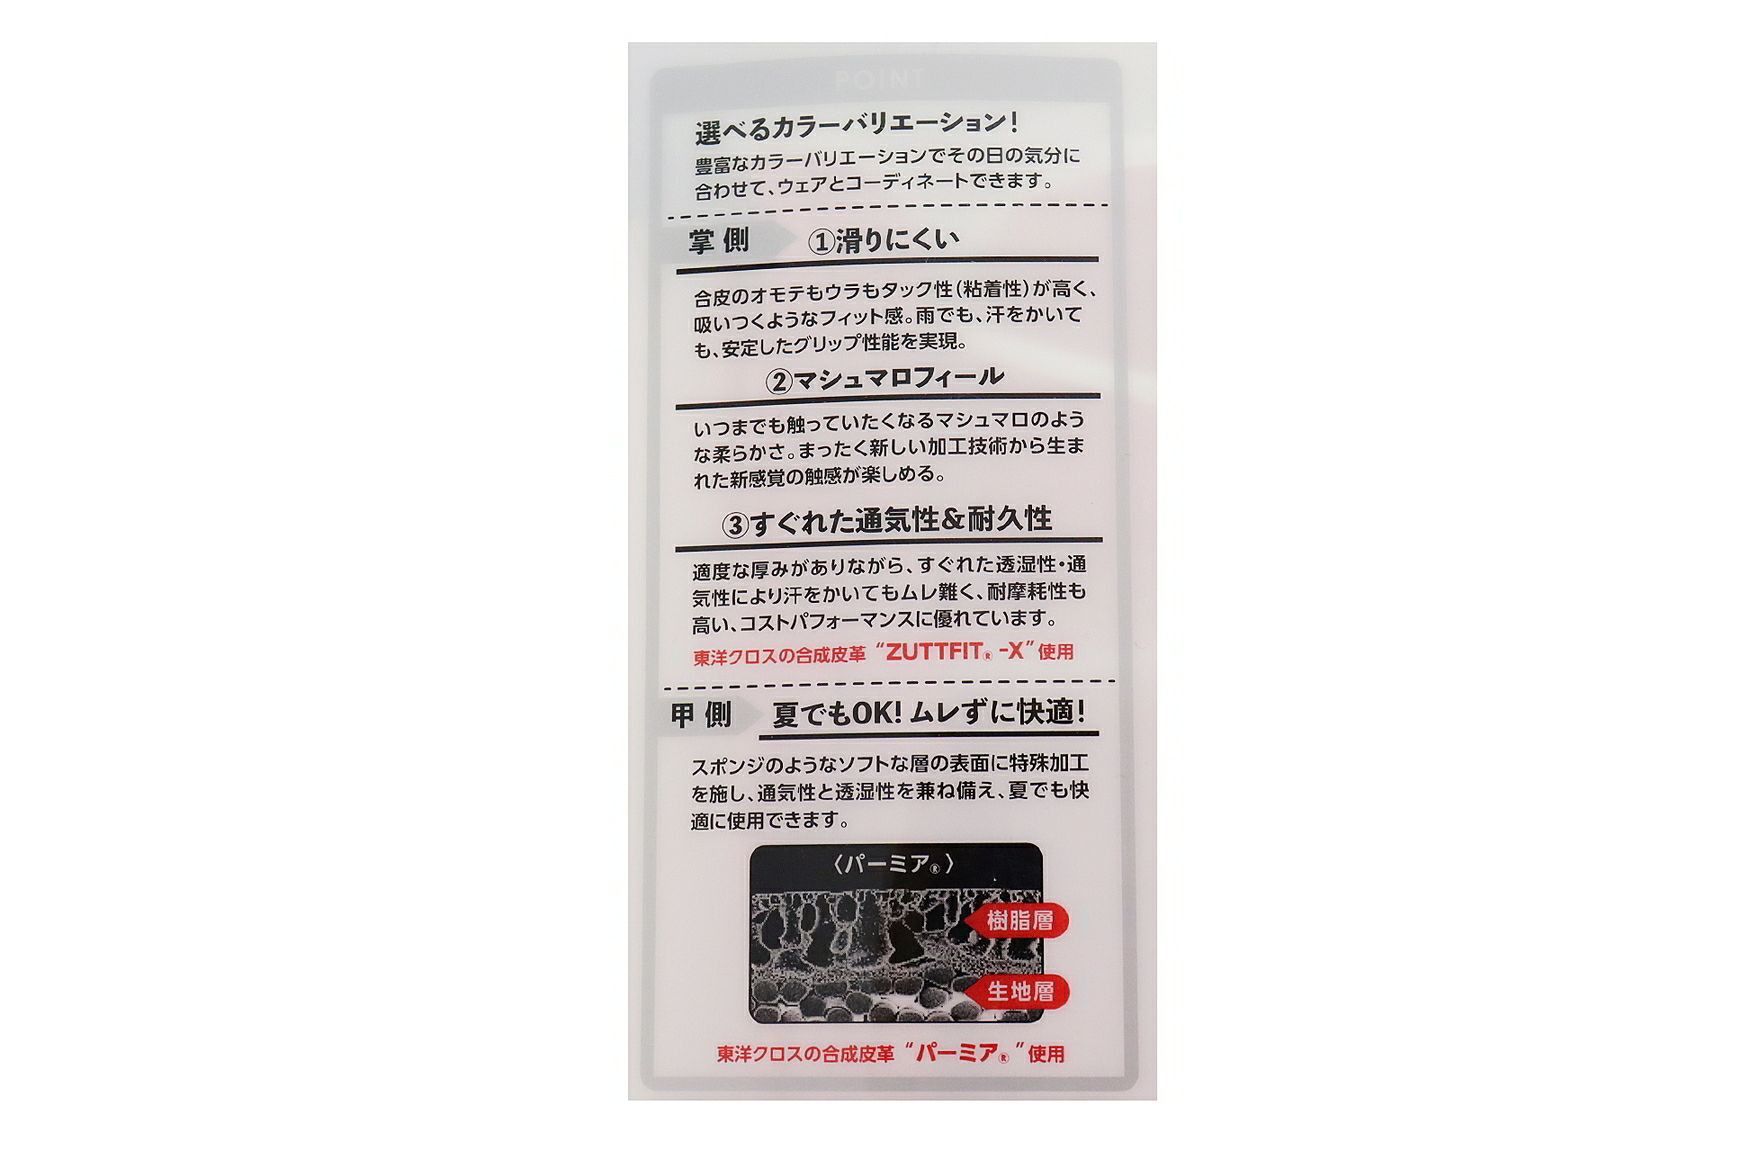 POINT
選べるカラーバリエーション!
豊富なカラーバリエーションでその日の気分に
合わせて、ウェアとコーディネートできます。
掌側 ①滑りにくい
合皮のオモテもウラもタック性(粘着性)が高く、
吸いつくようなフィット感。雨でも、汗をかいて
も、安定したグリップ性能を実現。
②マシュマロフィール
いつまでも触っていたくなるマシュマロのよう
な柔らかさ。まったく新しい加工技術から生ま
れた新感覚の触感が楽しめる。
③すぐれた通気性&耐久性
適度な厚みがありながら、すぐれた透湿性・通
気性により汗をかいてもムレ難く、耐摩耗性も
高い、コストパフォーマンスに優れています。
東洋クロスの合成皮革 “ZUTTFIT® -X” 使用
甲側 夏でもOK! ムレずに快適!
スポンジのようなソフトな層の表面に特殊加工
を施し、通気性と透湿性を兼ね備え、夏でも快
適に使用できます。
〈パーミア®〉
樹脂層
生地層
東洋クロスの合成皮革 “パーミア®” 使用